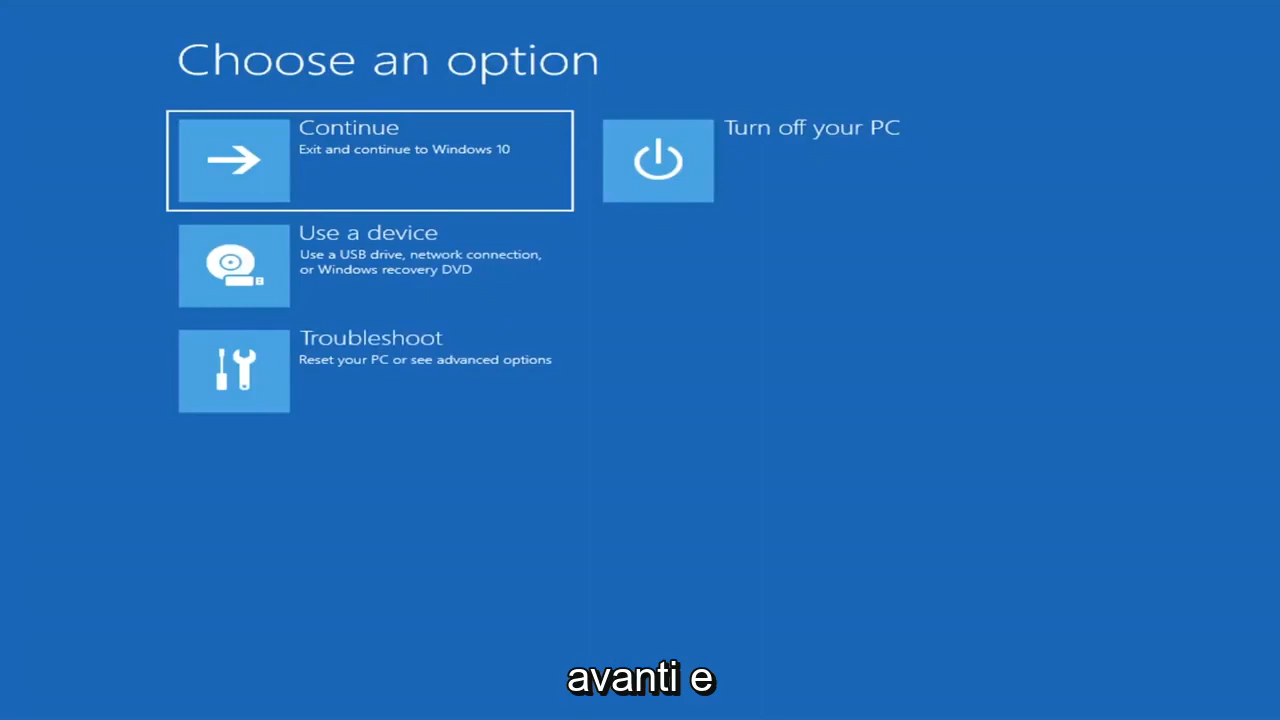 Choose an option
Continue
Exit and continue to Windows 10
Turn off your PC
Use a device
Use a USB drive, network connection,
or Windows recovery DVD
Troubleshoot
Reset your PC or see advanced options
avanti e